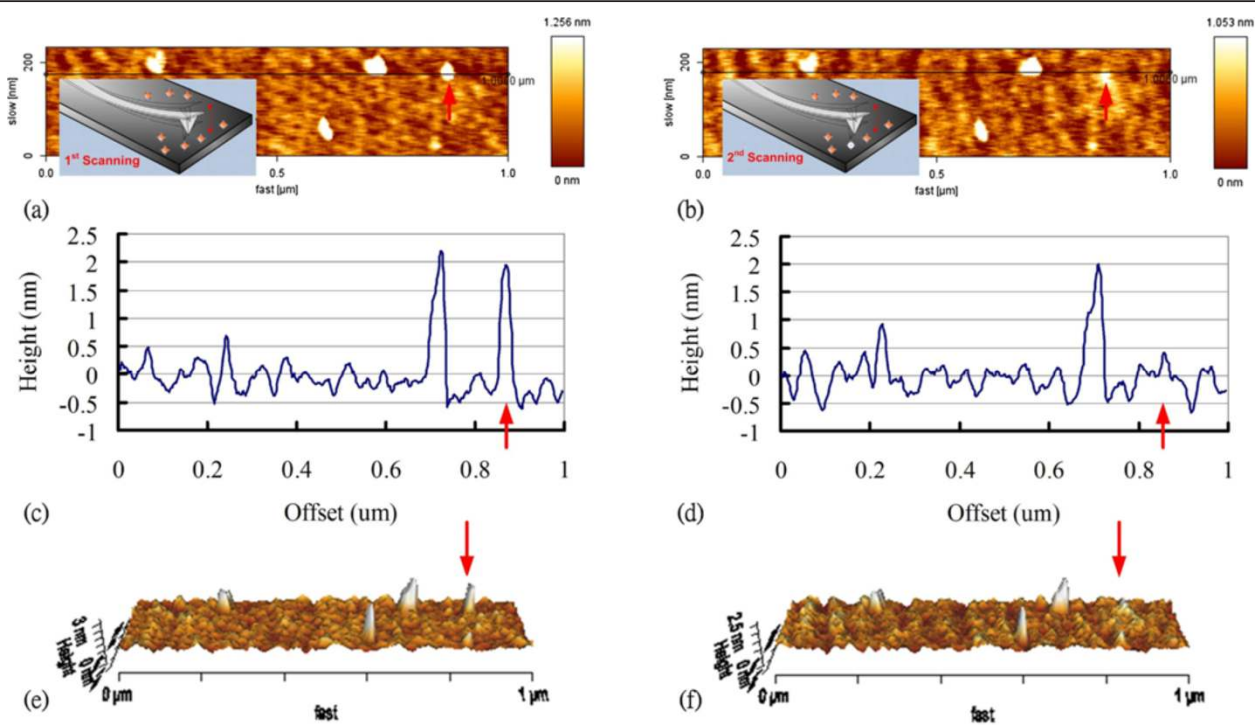 1.256 nm
0 nm
slow [nm]
200
0
1.0000 µm
1st Scanning
0.0
0.5
1.0
fast [µm]
(a)
1.053 nm
0 nm
slow [nm]
200
0
2nd Scanning
0.0
0.5
1.0
fast [µm]
(b)
2.5
2
1.5
1
0.5
0
-0.5
-1
Height (nm)
0 0.2 0.4 0.6 0.8 1
Offset (um)
(c)
2.5
2
1.5
1
0.5
0
-0.5
-1
Height (nm)
0 0.2 0.4 0.6 0.8 1
Offset (um)
(d)
3 nm
0 nm
Height
0 µm
1 µm
fast
(e)
2.5 nm
0 nm
Height
0 µm
1 µm
fast
(f)